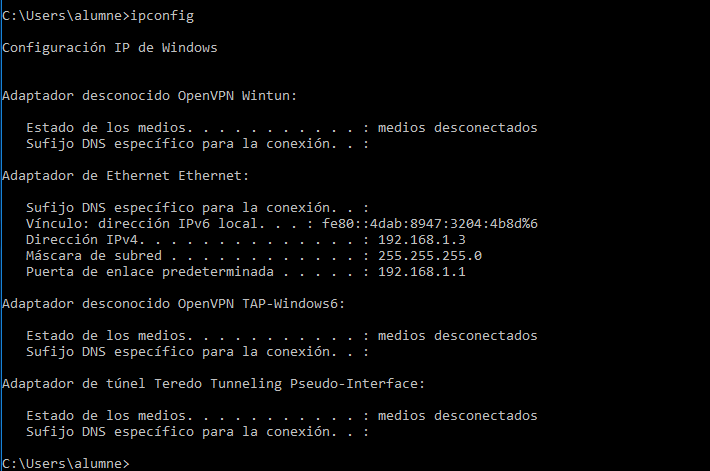 C:\Users\alumne>ipconfig
Configuración IP de Windows
Adaptador desconocido OpenVPN Wintun:
Estado de los medios. . . . . . . . . . . : medios desconectados
Sufijo DNS específico para la conexión. . :
Adaptador de Ethernet Ethernet:
Sufijo DNS específico para la conexión. . :
Vínculo: dirección IPv6 local. . . : fe80::4dab:8947:3204:4b8d%6
Dirección IPv4. . . . . . . . . . . . . . : 192.168.1.3
Máscara de subred . . . . . . . . . . . . : 255.255.255.0
Puerta de enlace predeterminada . . . . . : 192.168.1.1
Adaptador desconocido OpenVPN TAP-Windows6:
Estado de los medios. . . . . . . . . . . : medios desconectados
Sufijo DNS específico para la conexión. . :
Adaptador de túnel Teredo Tunneling Pseudo-Interface:
Estado de los medios. . . . . . . . . . . : medios desconectados
Sufijo DNS específico para la conexión. . :
C:\Users\alumne>